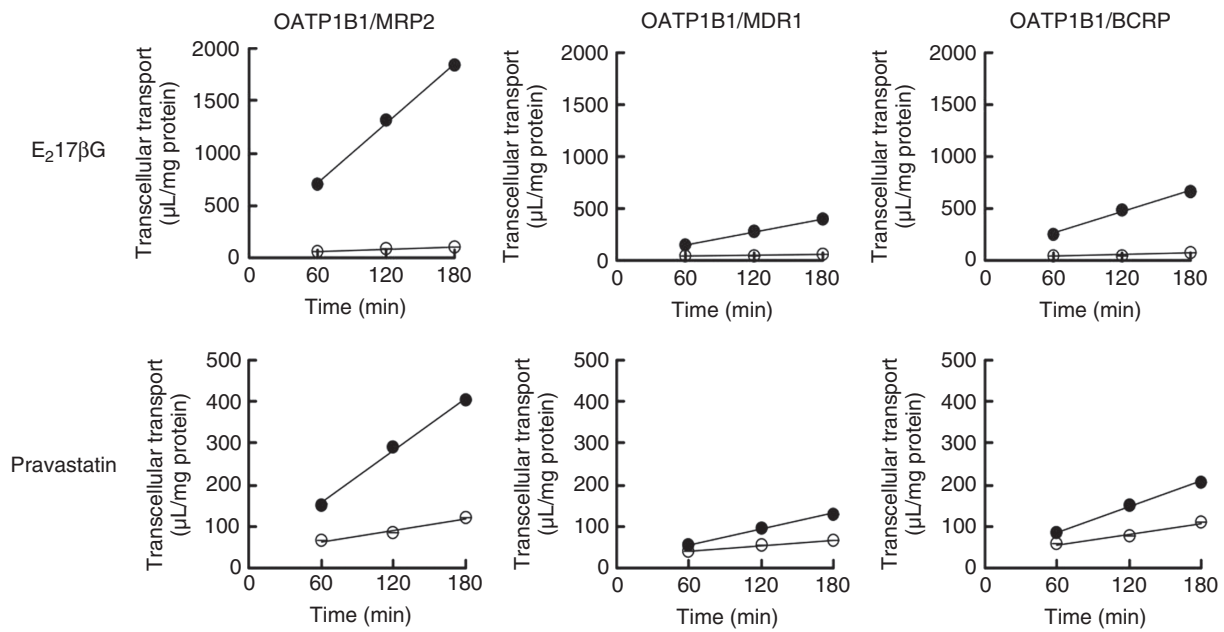 OATP1B1/MRP2
OATP1B1/MDR1
OATP1B1/BCRP
E₂17βG
Transcellular transport
(µL/mg protein)
2000
1500
1000
500
0
0 60 120 180
Time (min)
Transcellular transport
(µL/mg protein)
2000
1500
1000
500
0
0 60 120 180
Time (min)
Transcellular transport
(µL/mg protein)
2000
1500
1000
500
0
0 60 120 180
Time (min)
Pravastatin
Transcellular transport
(µL/mg protein)
500
400
300
200
100
0
0 60 120 180
Time (min)
Transcellular transport
(µL/mg protein)
500
400
300
200
100
0
0 60 120 180
Time (min)
Transcellular transport
(µL/mg protein)
500
400
300
200
100
0
0 60 120 180
Time (min)